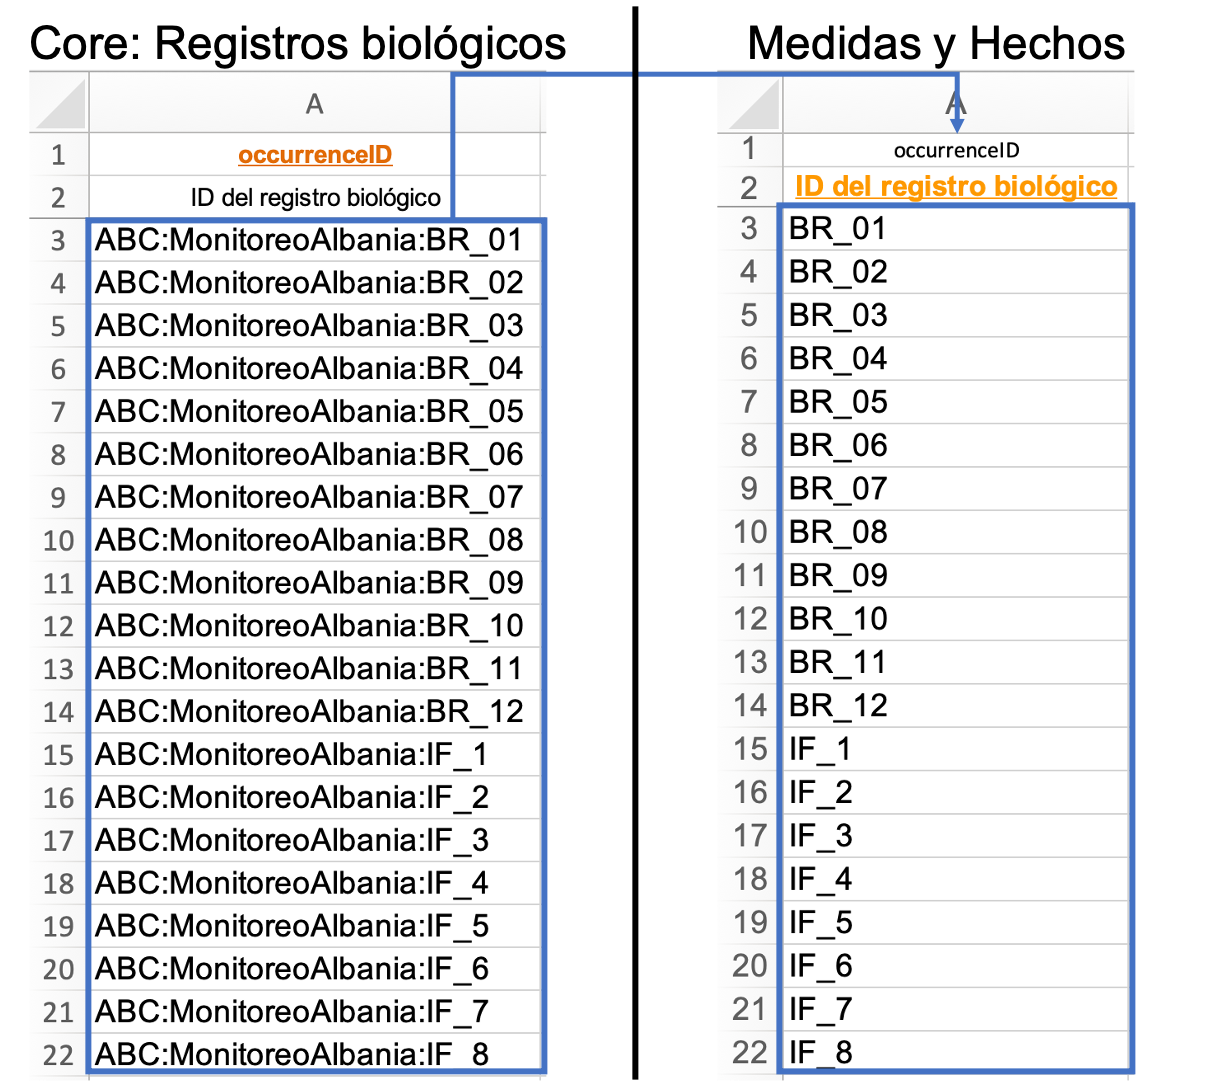 Core: Registros biológicos
A
1 occurrenceID
2 ID del registro biológico
3 ABC:MonitoreoAlbania:BR_01
4 ABC:MonitoreoAlbania:BR_02
5 ABC:MonitoreoAlbania:BR_03
6 ABC:MonitoreoAlbania:BR_04
7 ABC:MonitoreoAlbania:BR_05
8 ABC:MonitoreoAlbania:BR_06
9 ABC:MonitoreoAlbania:BR_07
10 ABC:MonitoreoAlbania:BR_08
11 ABC:MonitoreoAlbania:BR_09
12 ABC:MonitoreoAlbania:BR_10
13 ABC:MonitoreoAlbania:BR_11
14 ABC:MonitoreoAlbania:BR_12
15 ABC:MonitoreoAlbania:IF_1
16 ABC:MonitoreoAlbania:IF_2
17 ABC:MonitoreoAlbania:IF_3
18 ABC:MonitoreoAlbania:IF_4
19 ABC:MonitoreoAlbania:IF_5
20 ABC:MonitoreoAlbania:IF_6
21 ABC:MonitoreoAlbania:IF_7
22 ABC:MonitoreoAlbania:IF_8
Medidas y Hechos
A
1 occurrenceID
2 ID del registro biológico
3 BR_01
4 BR_02
5 BR_03
6 BR_04
7 BR_05
8 BR_06
9 BR_07
10 BR_08
11 BR_09
12 BR_10
13 BR_11
14 BR_12
15 IF_1
16 IF_2
17 IF_3
18 IF_4
19 IF_5
20 IF_6
21 IF_7
22 IF_8